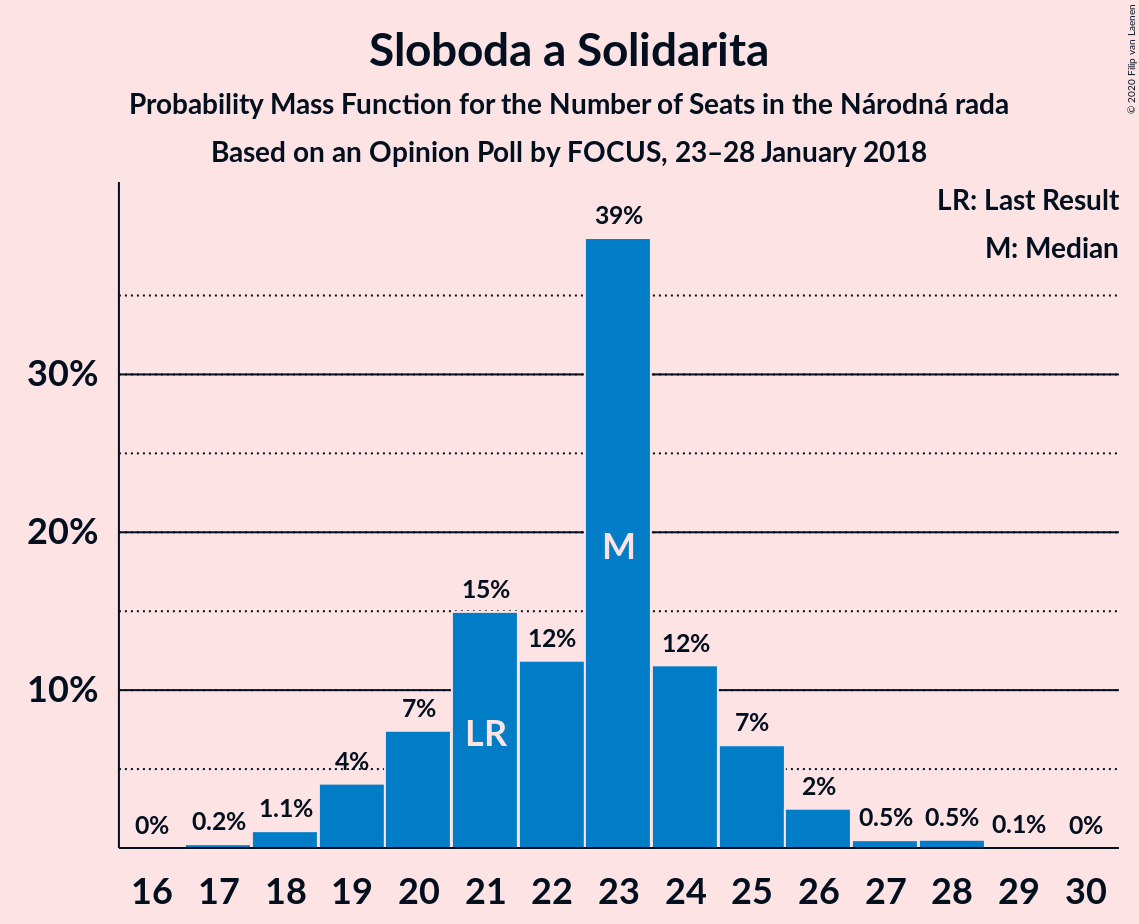 Sloboda a Solidarita
Probability Mass Function for the Number of Seats in the Národná rada
Based on an Opinion Poll by FOCUS, 23–28 January 2018
© 2020 Filip van Laenen
LR: Last Result
M: Median
39%
30%
20%
M
15%
12%
12%
10%
7%
LR
7%
4%
2%
0%
0.2%
1.1%
0.5%
0.5%
0.1%
0%
16 17 18 19 20 21 22 23 24 25 26 27 28 29 30